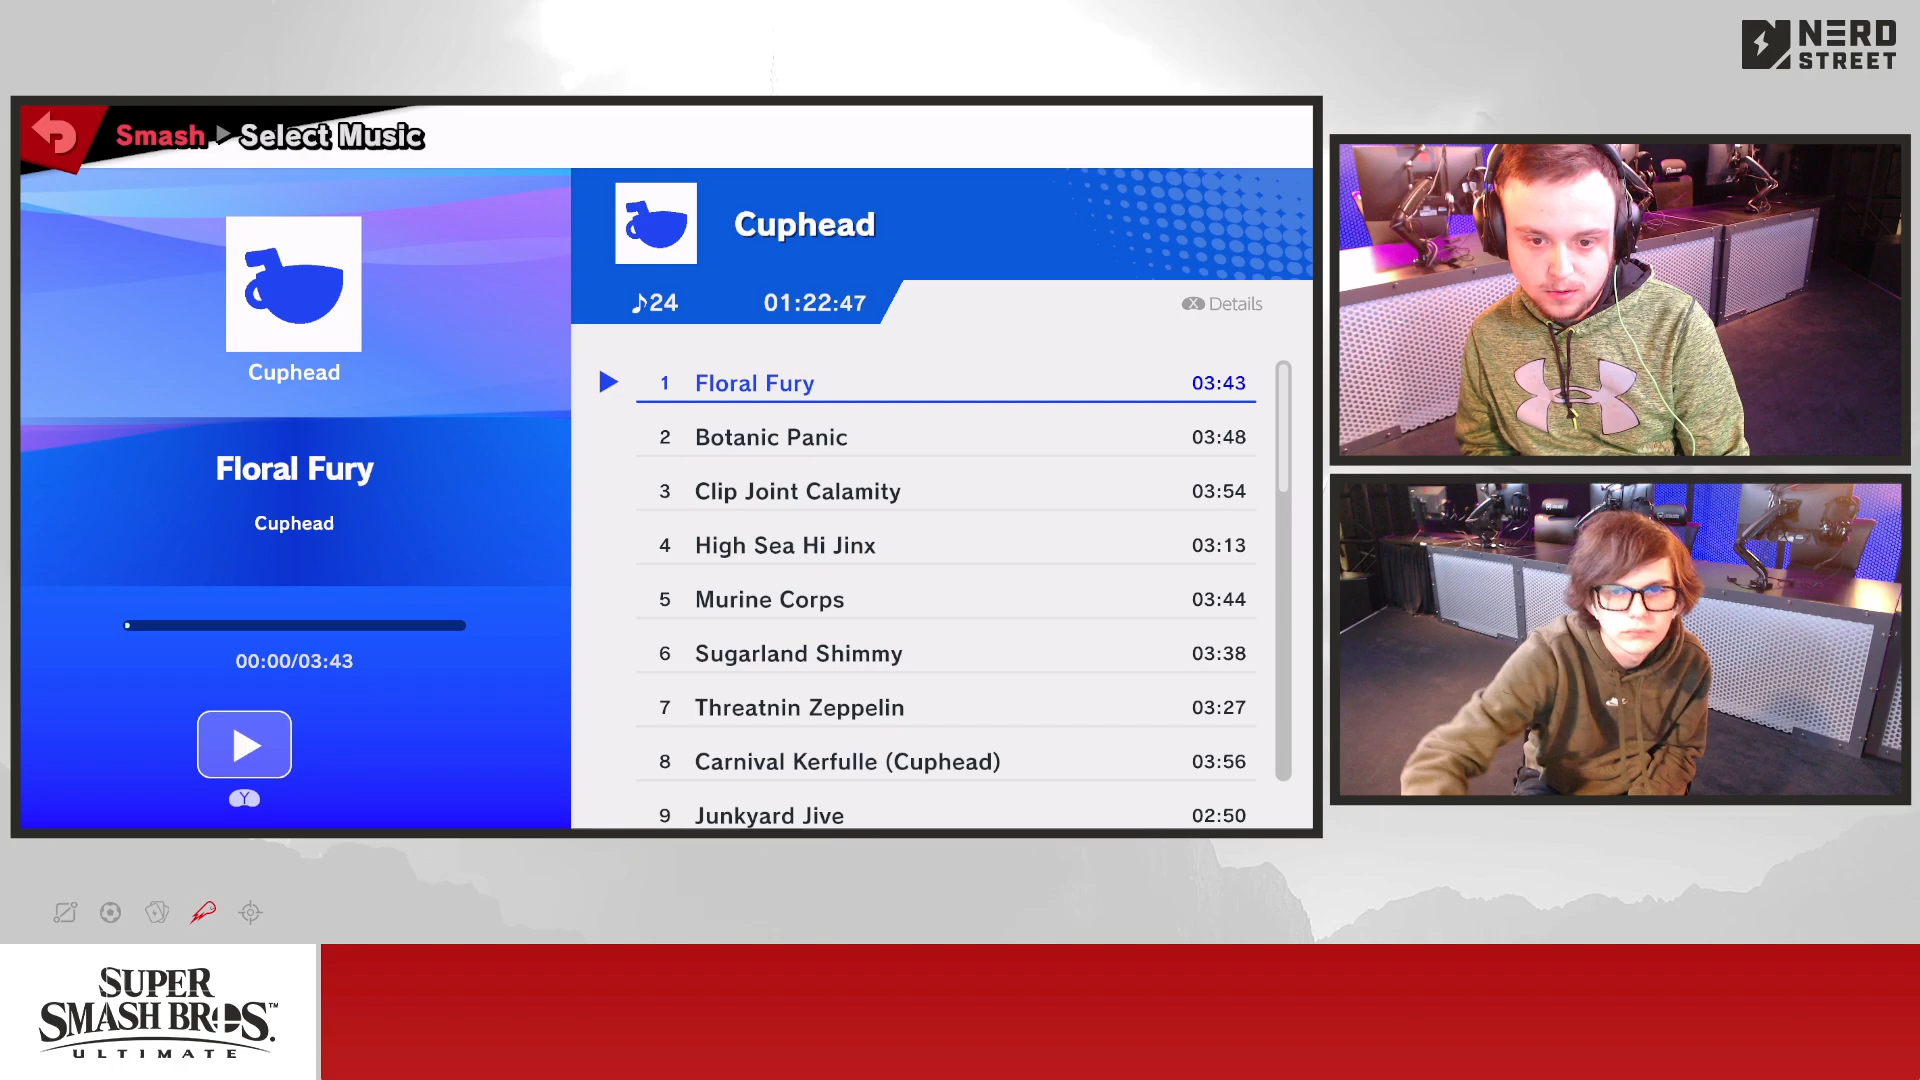 NERD
STREET
Smash ▶ Select Music
Cuphead
Floral Fury
Cuphead
00:00/03:43
Y
Cuphead
♪24 01:22:47
X Details
1 Floral Fury 03:43
2 Botanic Panic 03:48
3 Clip Joint Calamity 03:54
4 High Sea Hi Jinx 03:13
5 Murine Corps 03:44
6 Sugarland Shimmy 03:38
7 Threatnin Zeppelin 03:27
8 Carnival Kerfulle (Cuphead) 03:56
9 Junkyard Jive 02:50
SUPER
SMASH BROS.™
ULTIMATE